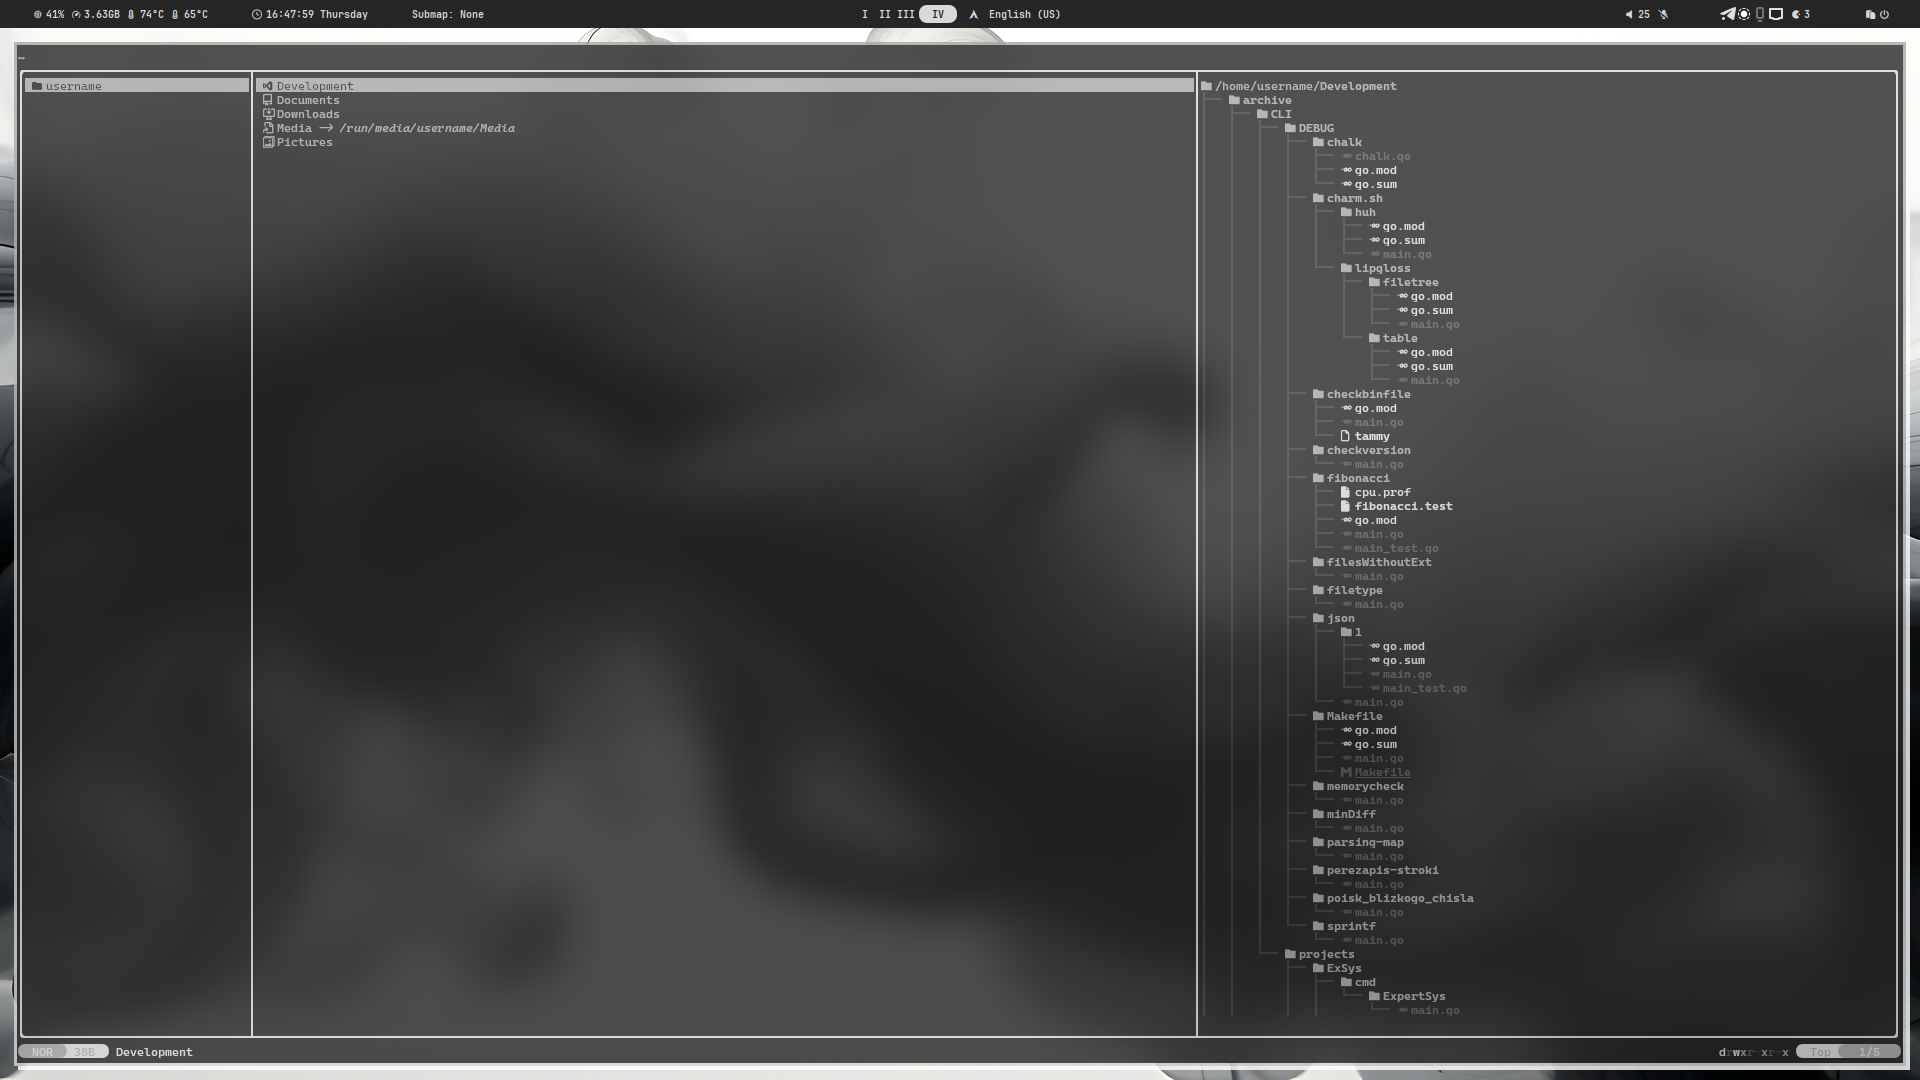 41% 3.63GB 74°C 65°C 16:47:59 Thursday Submap: None I II III IV English (US) 25 3
~
username
Development
Documents
Downloads
Media -> /run/media/username/Media
Pictures
/home/username/Development
archive
CLI
DEBUG
chalk
chalk.go
go.mod
go.sum
charm.sh
huh
go.mod
go.sum
main.go
lipgloss
filetree
go.mod
go.sum
main.go
table
go.mod
go.sum
main.go
checkbinfile
go.mod
main.go
tammy
checkversion
main.go
fibonacci
cpu.prof
fibonacci.test
go.mod
main.go
main_test.go
filesWithoutExt
main.go
filetype
main.go
json
1
go.mod
go.sum
main.go
main_test.go
main.go
Makefile
go.mod
go.sum
main.go
Makefile
memorycheck
main.go
minDiff
main.go
parsing-map
main.go
perezapis-stroki
main.go
poisk_blizkogo_chisla
main.go
sprintf
main.go
projects
ExSys
cmd
ExpertSys
main.go
NOR 38B Development drwxr-xr-x Top 1/5